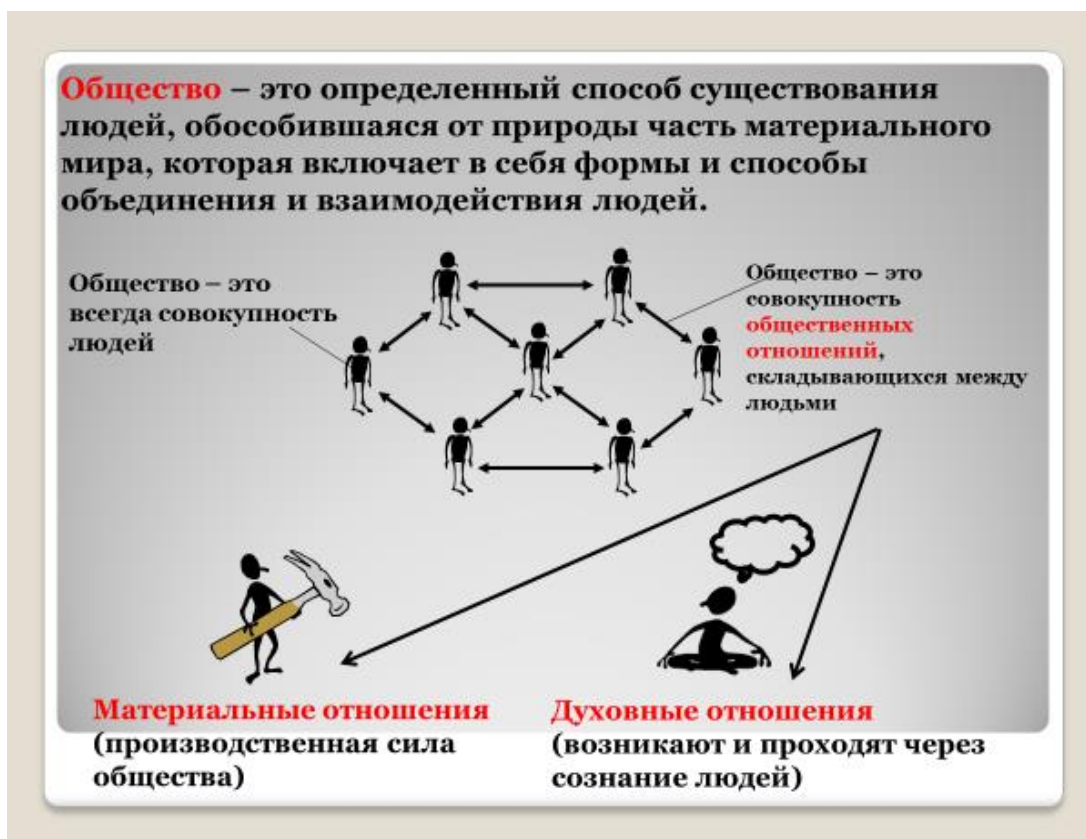 Общество – это определенный способ существования
людей, обособившаяся от природы часть материального
мира, которая включает в себя формы и способы
объединения и взаимодействия людей.
Общество – это
всегда совокупность
людей
Общество – это
совокупность
общественных
отношений,
складывающихся между
людьми
Материальные отношения
(производственная сила
общества)
Духовные отношения
(возникают и проходят через
сознание людей)